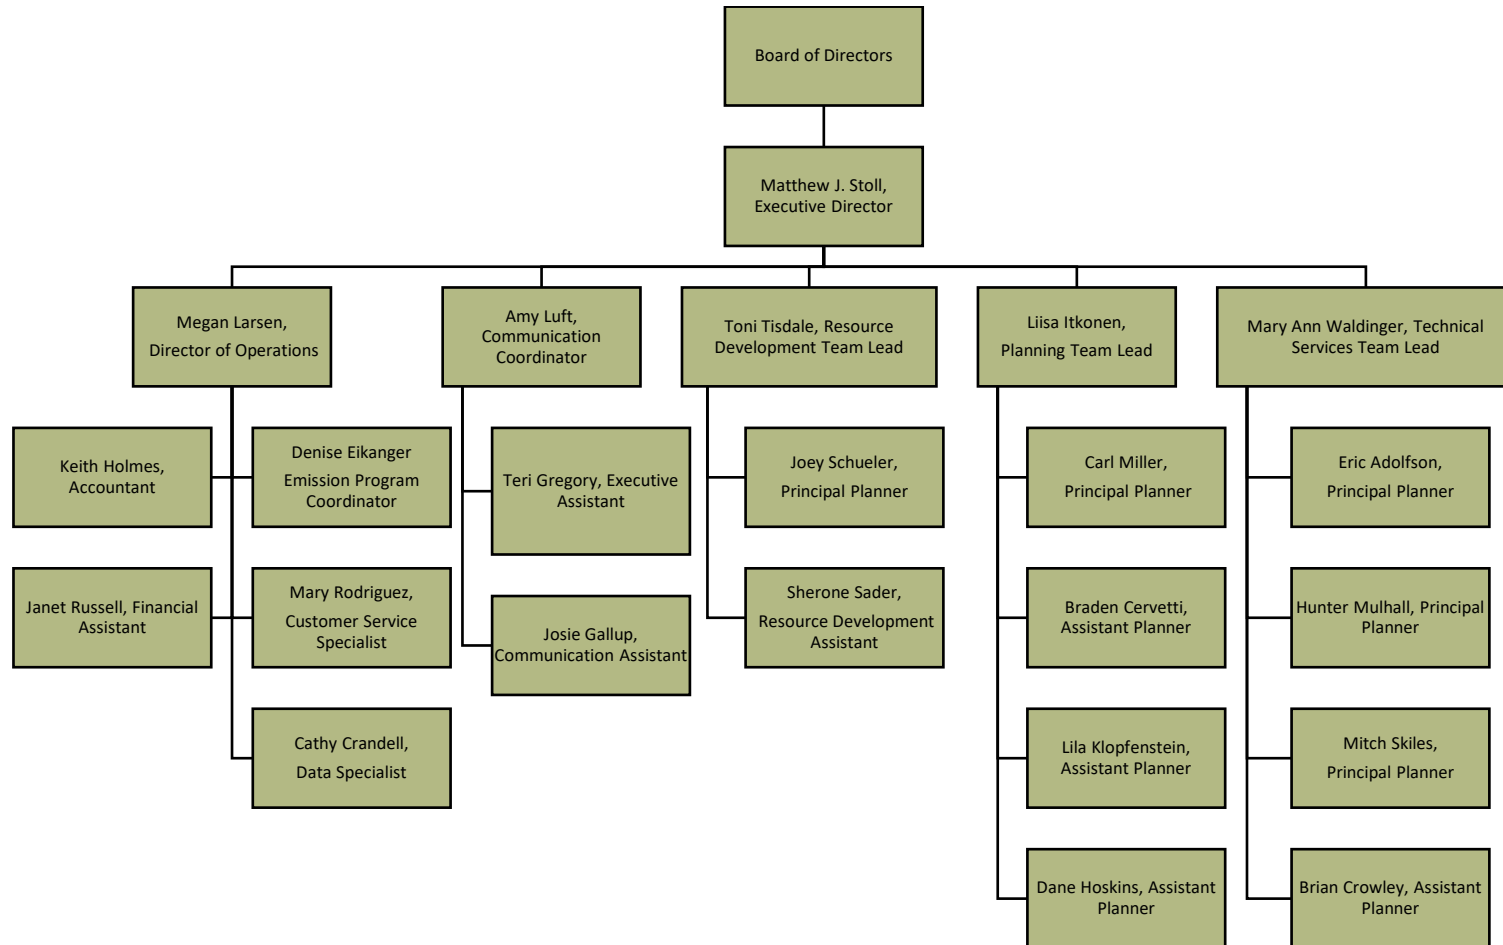 Board of Directors
Matthew J. Stoll,
Executive Director
Megan Larsen,
Director of Operations
Amy Luft,
Communication
Coordinator
Toni Tisdale, Resource
Development Team Lead
Liisa Itkonen,
Planning Team Lead
Mary Ann Waldinger, Technical
Services Team Lead
Keith Holmes,
Accountant
Denise Eikanger
Emission Program
Coordinator
Janet Russell, Financial
Assistant
Mary Rodriguez,
Customer Service
Specialist
Cathy Crandell,
Data Specialist
Teri Gregory, Executive
Assistant
Josie Gallup,
Communication Assistant
Joey Schueler,
Principal Planner
Sherone Sader,
Resource Development
Assistant
Carl Miller,
Principal Planner
Braden Cervetti,
Assistant Planner
Lila Klopfenstein,
Assistant Planner
Dane Hoskins, Assistant
Planner
Eric Adolfson,
Principal Planner
Hunter Mulhall, Principal
Planner
Mitch Skiles,
Principal Planner
Brian Crowley, Assistant
Planner